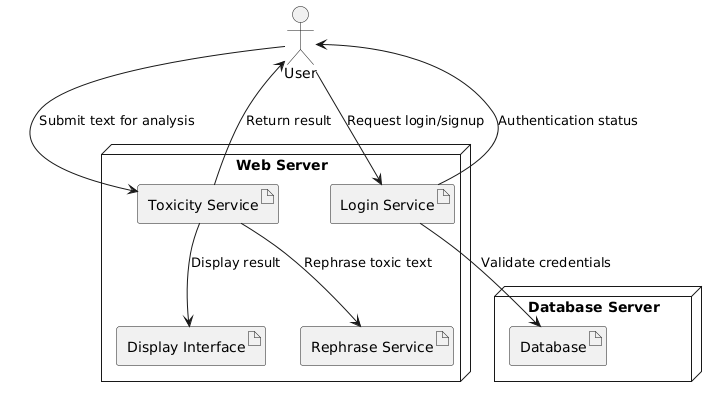 User
Submit text for analysis
Return result
Request login/signup
Authentication status
Web Server
Toxicity Service
Login Service
Display result
Rephrase toxic text
Validate credentials
Database Server
Display Interface
Rephrase Service
Database